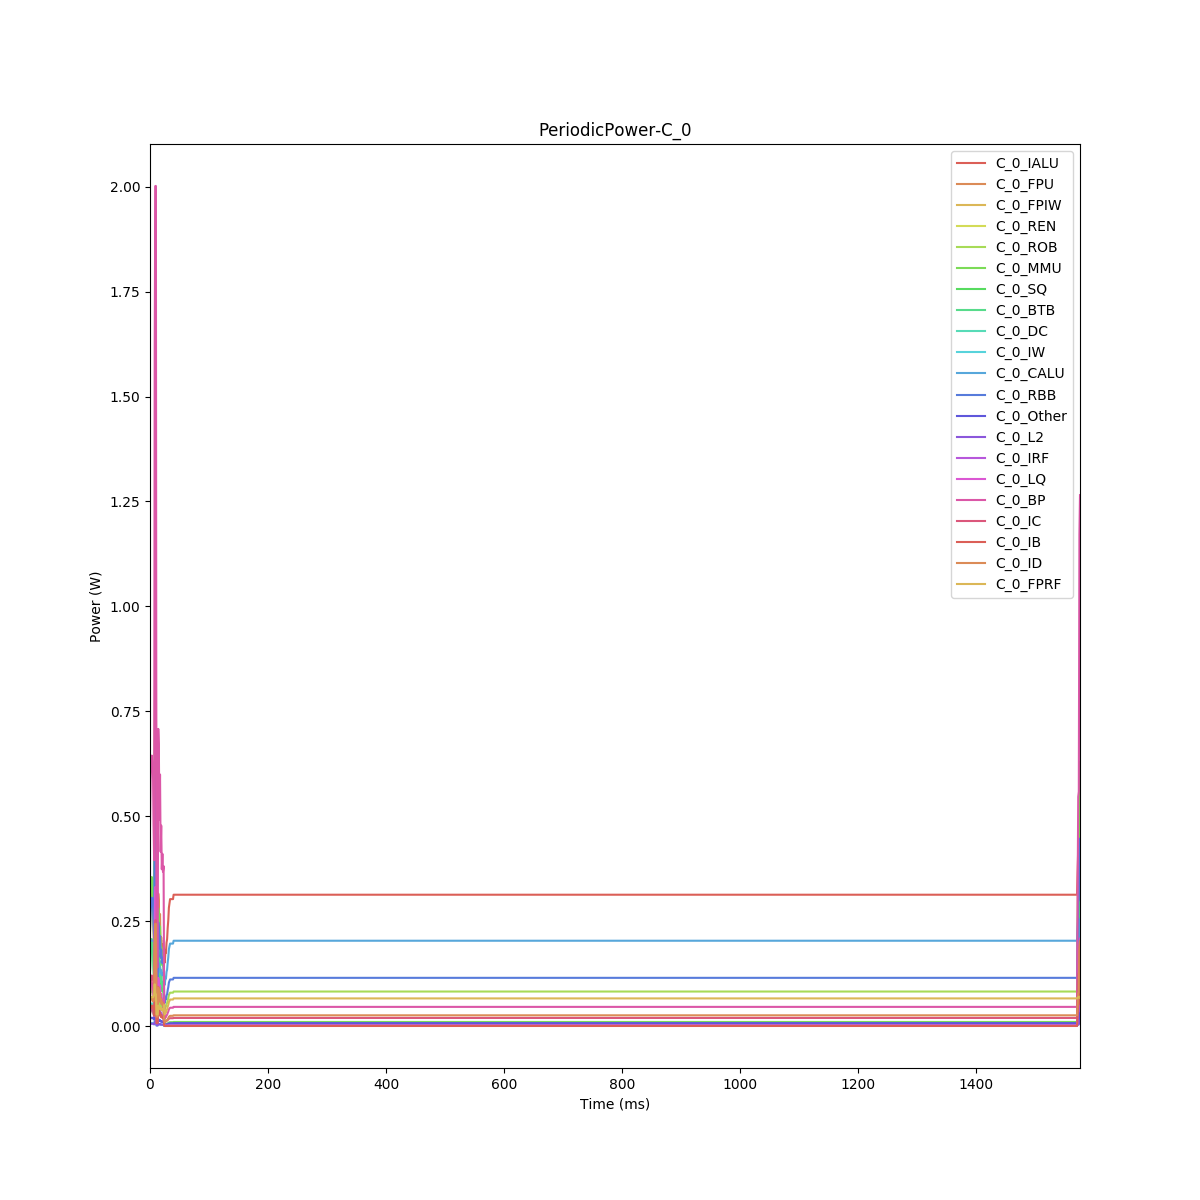 PeriodicPower-C_0
2.00
1.75
1.50
1.25
1.00
0.75
0.50
0.25
0.00
Power (W)
C_0_IALU
C_0_FPU
C_0_FPIW
C_0_REN
C_0_ROB
C_0_MMU
C_0_SQ
C_0_BTB
C_0_DC
C_0_IW
C_0_CALU
C_0_RBB
C_0_Other
C_0_L2
C_0_IRF
C_0_LQ
C_0_BP
C_0_IC
C_0_IB
C_0_ID
C_0_FPRF
0 200 400 600 800 1000 1200 1400
Time (ms)